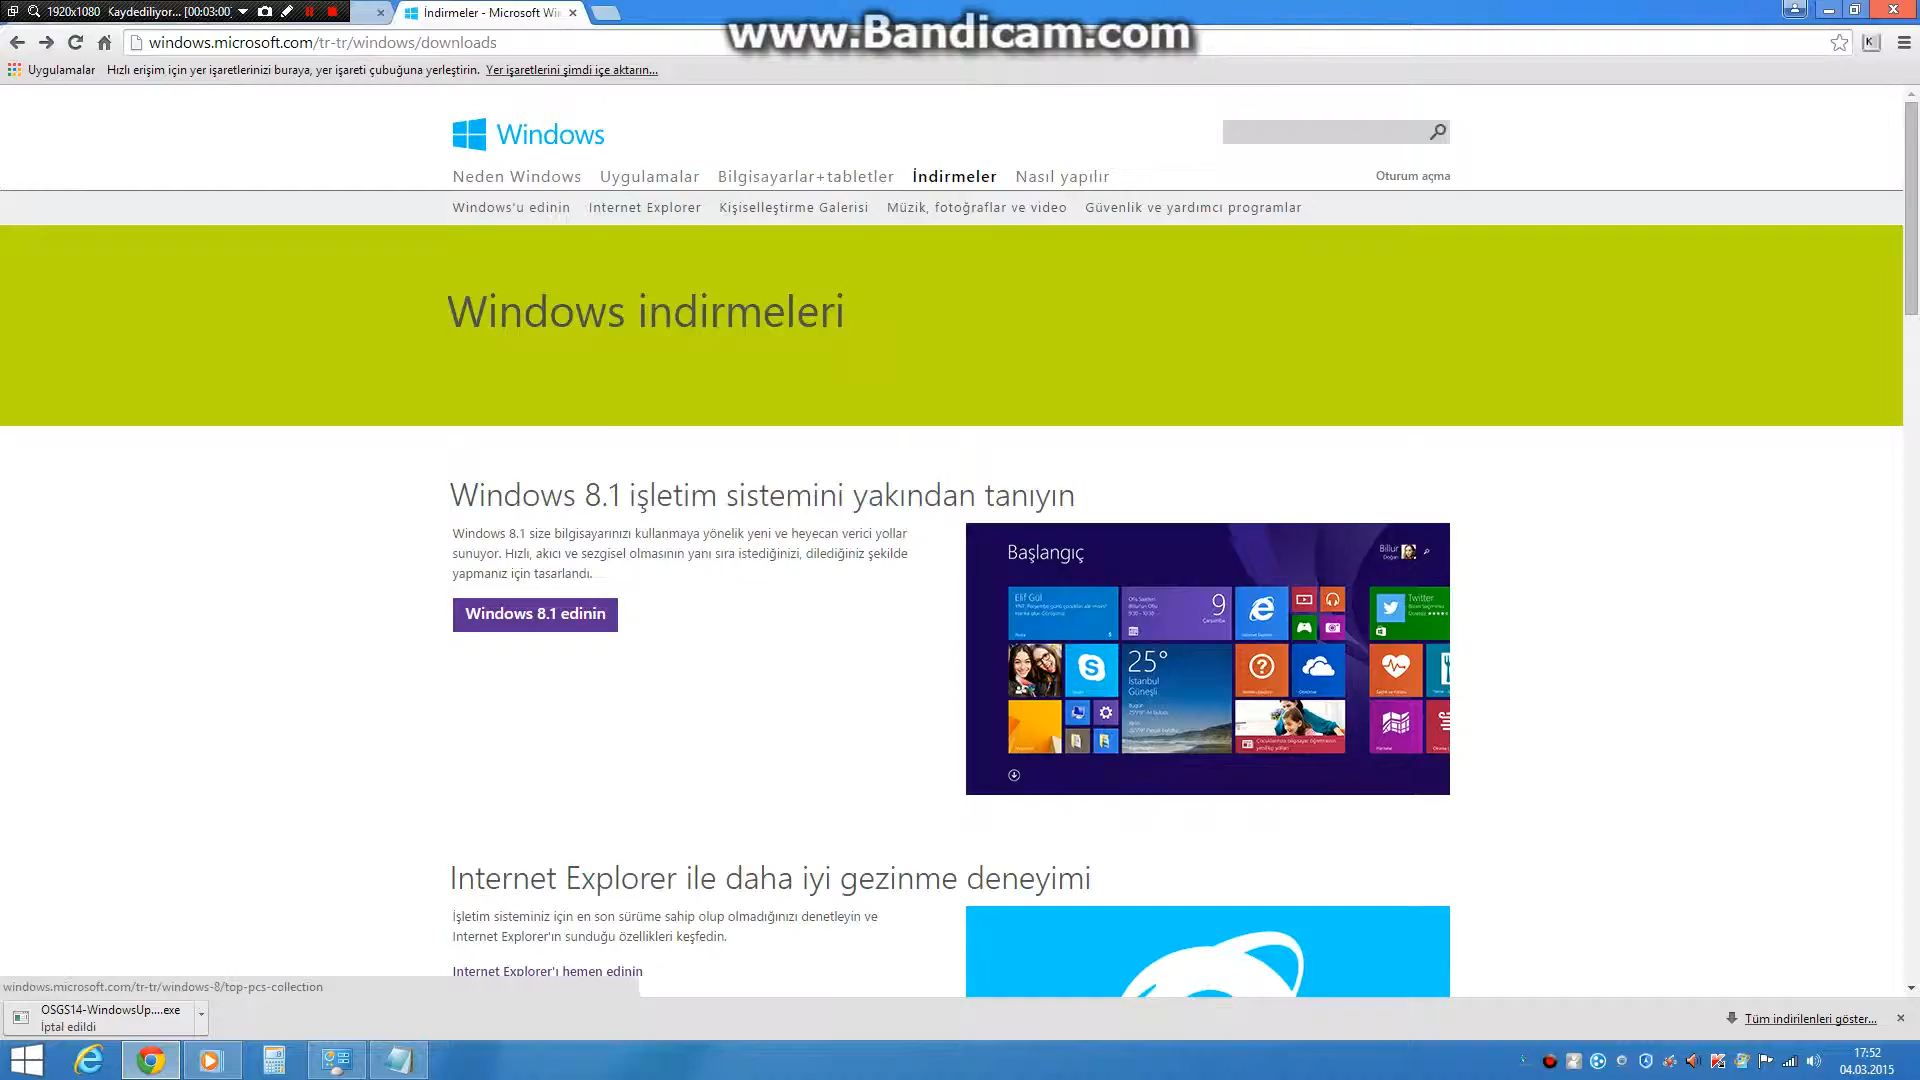 1920x1080 Kaydediliyor... [00:03:00]
İndirmeler - Microsoft Wi
www.Bandicam.com
windows.microsoft.com/tr-tr/windows/downloads
Uygulamalar Hızlı erişim için yer işaretlerinizi buraya, yer işareti çubuğuna yerleştirin. Yer işaretlerini şimdi içe aktarın...
Windows
Neden Windows Uygulamalar Bilgisayarlar+tabletler İndirmeler Nasıl yapılır Oturum açma
Windows'u edinin Internet Explorer Kişiselleştirme Galerisi Müzik, fotoğraflar ve video Güvenlik ve yardımcı programlar
Windows indirmeleri
Windows 8.1 işletim sistemini yakından tanıyın
Windows 8.1 size bilgisayarınızı kullanmaya yönelik yeni ve heyecan verici yollar
sunuyor. Hızlı, akıcı ve sezgisel olmasının yanı sıra istediğinizi, dilediğiniz şekilde
yapmanız için tasarlandı.
Windows 8.1 edinin
Başlangıç
Billur
Doğan
Elif Gül
9
Çarşamba
Twitter
25°
İstanbul
Güneşli
Internet Explorer ile daha iyi gezinme deneyimi
İşletim sisteminiz için en son sürüme sahip olup olmadığınızı denetleyin ve
Internet Explorer'ın sunduğu özellikleri keşfedin.
Internet Explorer'ı hemen edinin
windows.microsoft.com/tr-tr/windows-8/top-pcs-collection
OSGS14-WindowsUp....exe
İptal edildi
Tüm indirilenleri göster...
17:52
04.03.2015